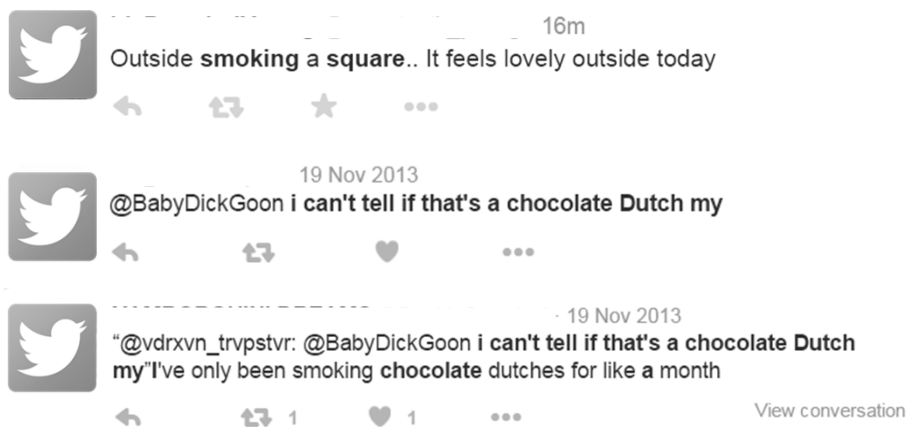 16m
Outside smoking a square.. It feels lovely outside today
19 Nov 2013
@BabyDickGoon i can't tell if that's a chocolate Dutch my
· 19 Nov 2013
“@vdrxvn_trvpstvr: @BabyDickGoon i can't tell if that's a chocolate Dutch
my”I've only been smoking chocolate dutches for like a month
1 1
View conversation